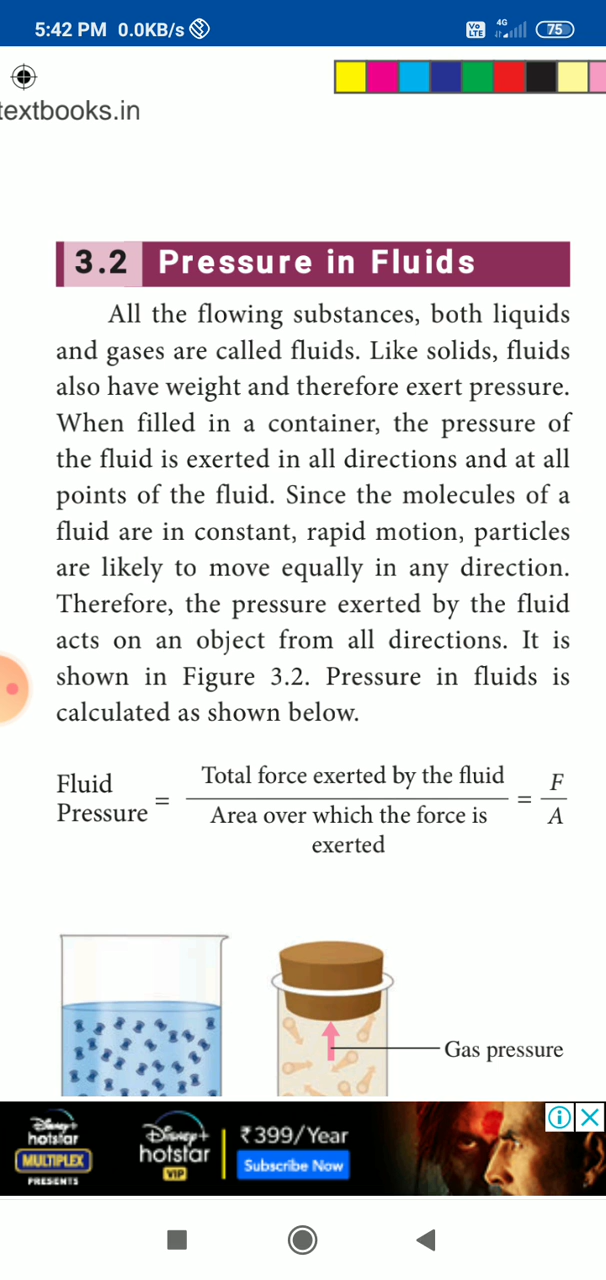 5:42 PM 0.0KB/s
Vo LTE 4G 75
textbooks.in
3.2 Pressure in Fluids
All the flowing substances, both liquids
and gases are called fluids. Like solids, fluids
also have weight and therefore exert pressure.
When filled in a container, the pressure of
the fluid is exerted in all directions and at all
points of the fluid. Since the molecules of a
fluid are in constant, rapid motion, particles
are likely to move equally in any direction.
Therefore, the pressure exerted by the fluid
acts on an object from all directions. It is
shown in Figure 3.2. Pressure in fluids is
calculated as shown below.
Fluid
Pressure
=
Total force exerted by the fluid
Area over which the force is
exerted
=
F
A
Gas pressure
Disney+
hotstar
MULTIPLEX
PRESENTS
Disney+
hotstar
VIP
₹399/Year
Subscribe Now